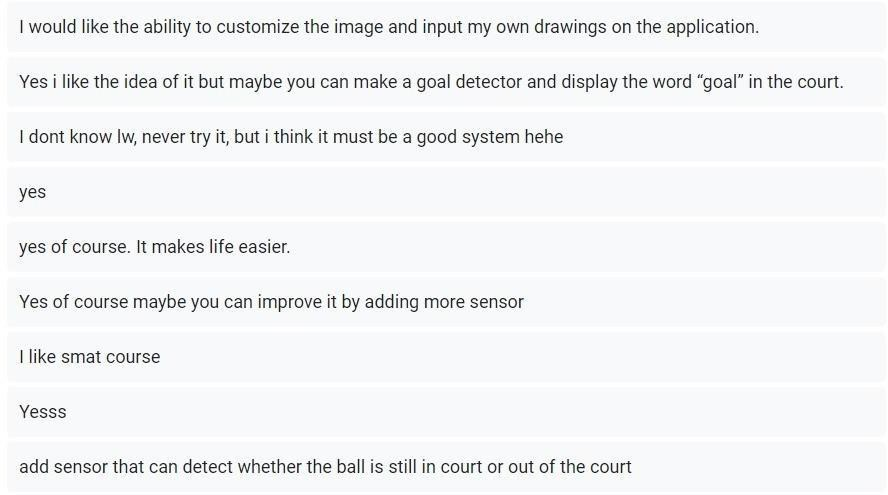 I would like the ability to customize the image and input my own drawings on the application.
Yes i like the idea of it but maybe you can make a goal detector and display the word “goal” in the court.
I dont know lw, never try it, but i think it must be a good system hehe
yes
yes of course. It makes life easier.
Yes of course maybe you can improve it by adding more sensor
I like smat course
Yesss
add sensor that can detect whether the ball is still in court or out of the court